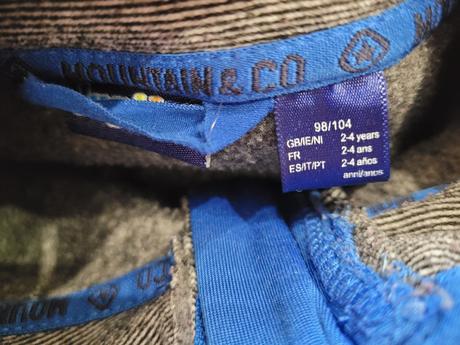 MOUNTAIN & CO
98/104
GB/IE/NI 2-4 years
FR 2-4 ans
ES/IT/PT 2-4 años
anni/anos